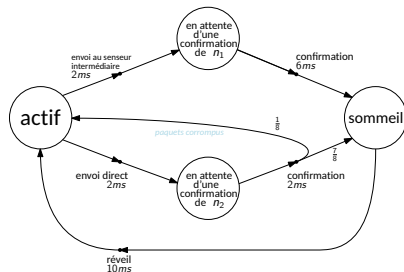 en attente
d'une
confirmation
de n₁
envoi au senseur
intermédiaire
2ms
confirmation
6ms
actif
sommeil
1/8
paquets corrompus
7/8
envoi direct
2ms
en attente
d'une
confirmation
de n₂
confirmation
2ms
réveil
10ms